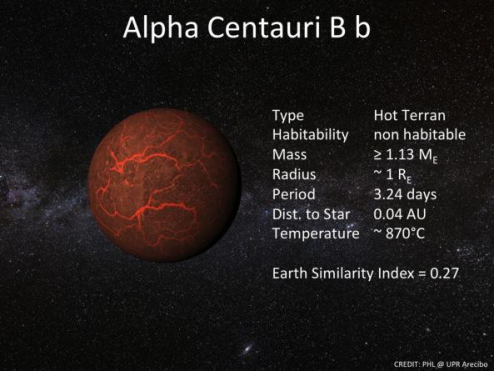 Alpha Centauri B b
Type Hot Terran
Habitability non habitable
Mass ≥ 1.13 M_E
Radius ~ 1 R_E
Period 3.24 days
Dist. to Star 0.04 AU
Temperature ~ 870°C
Earth Similarity Index = 0.27
CREDIT: PHL @ UPR Arecibo